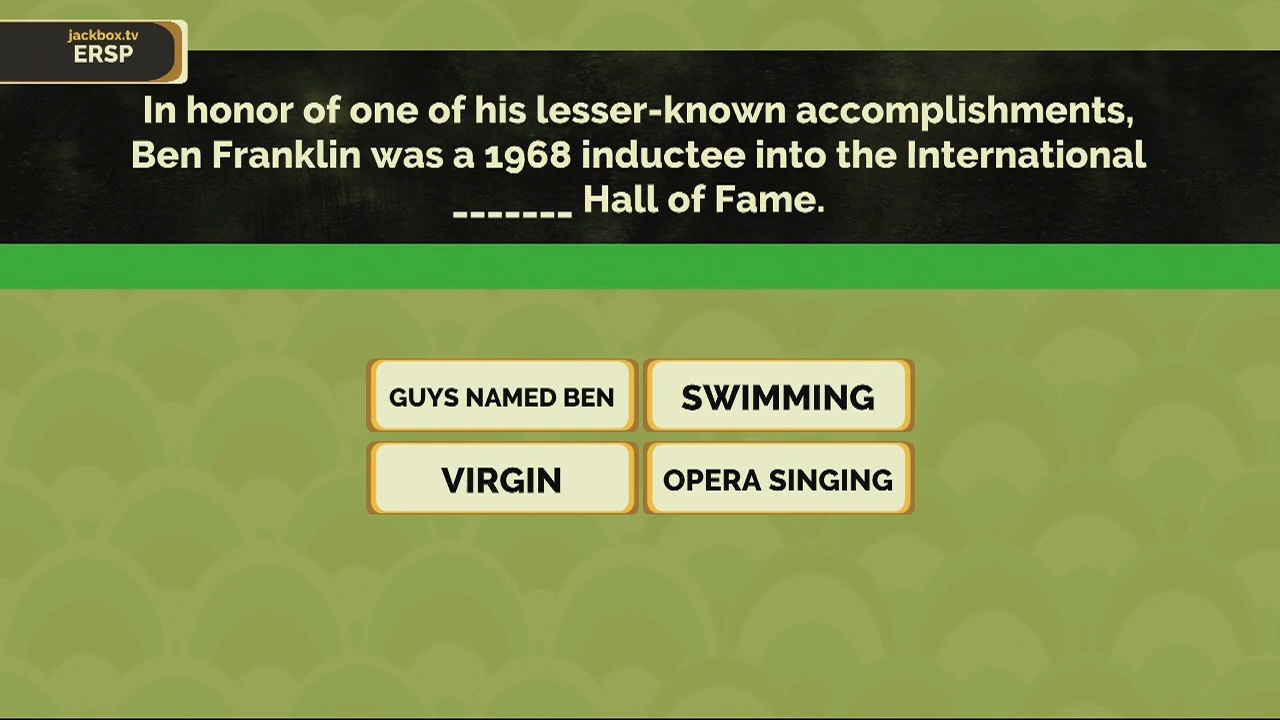 jackbox.tv
ERSP
In honor of one of his lesser-known accomplishments,
Ben Franklin was a 1968 inductee into the International
_______ Hall of Fame.
GUYS NAMED BEN
SWIMMING
VIRGIN
OPERA SINGING